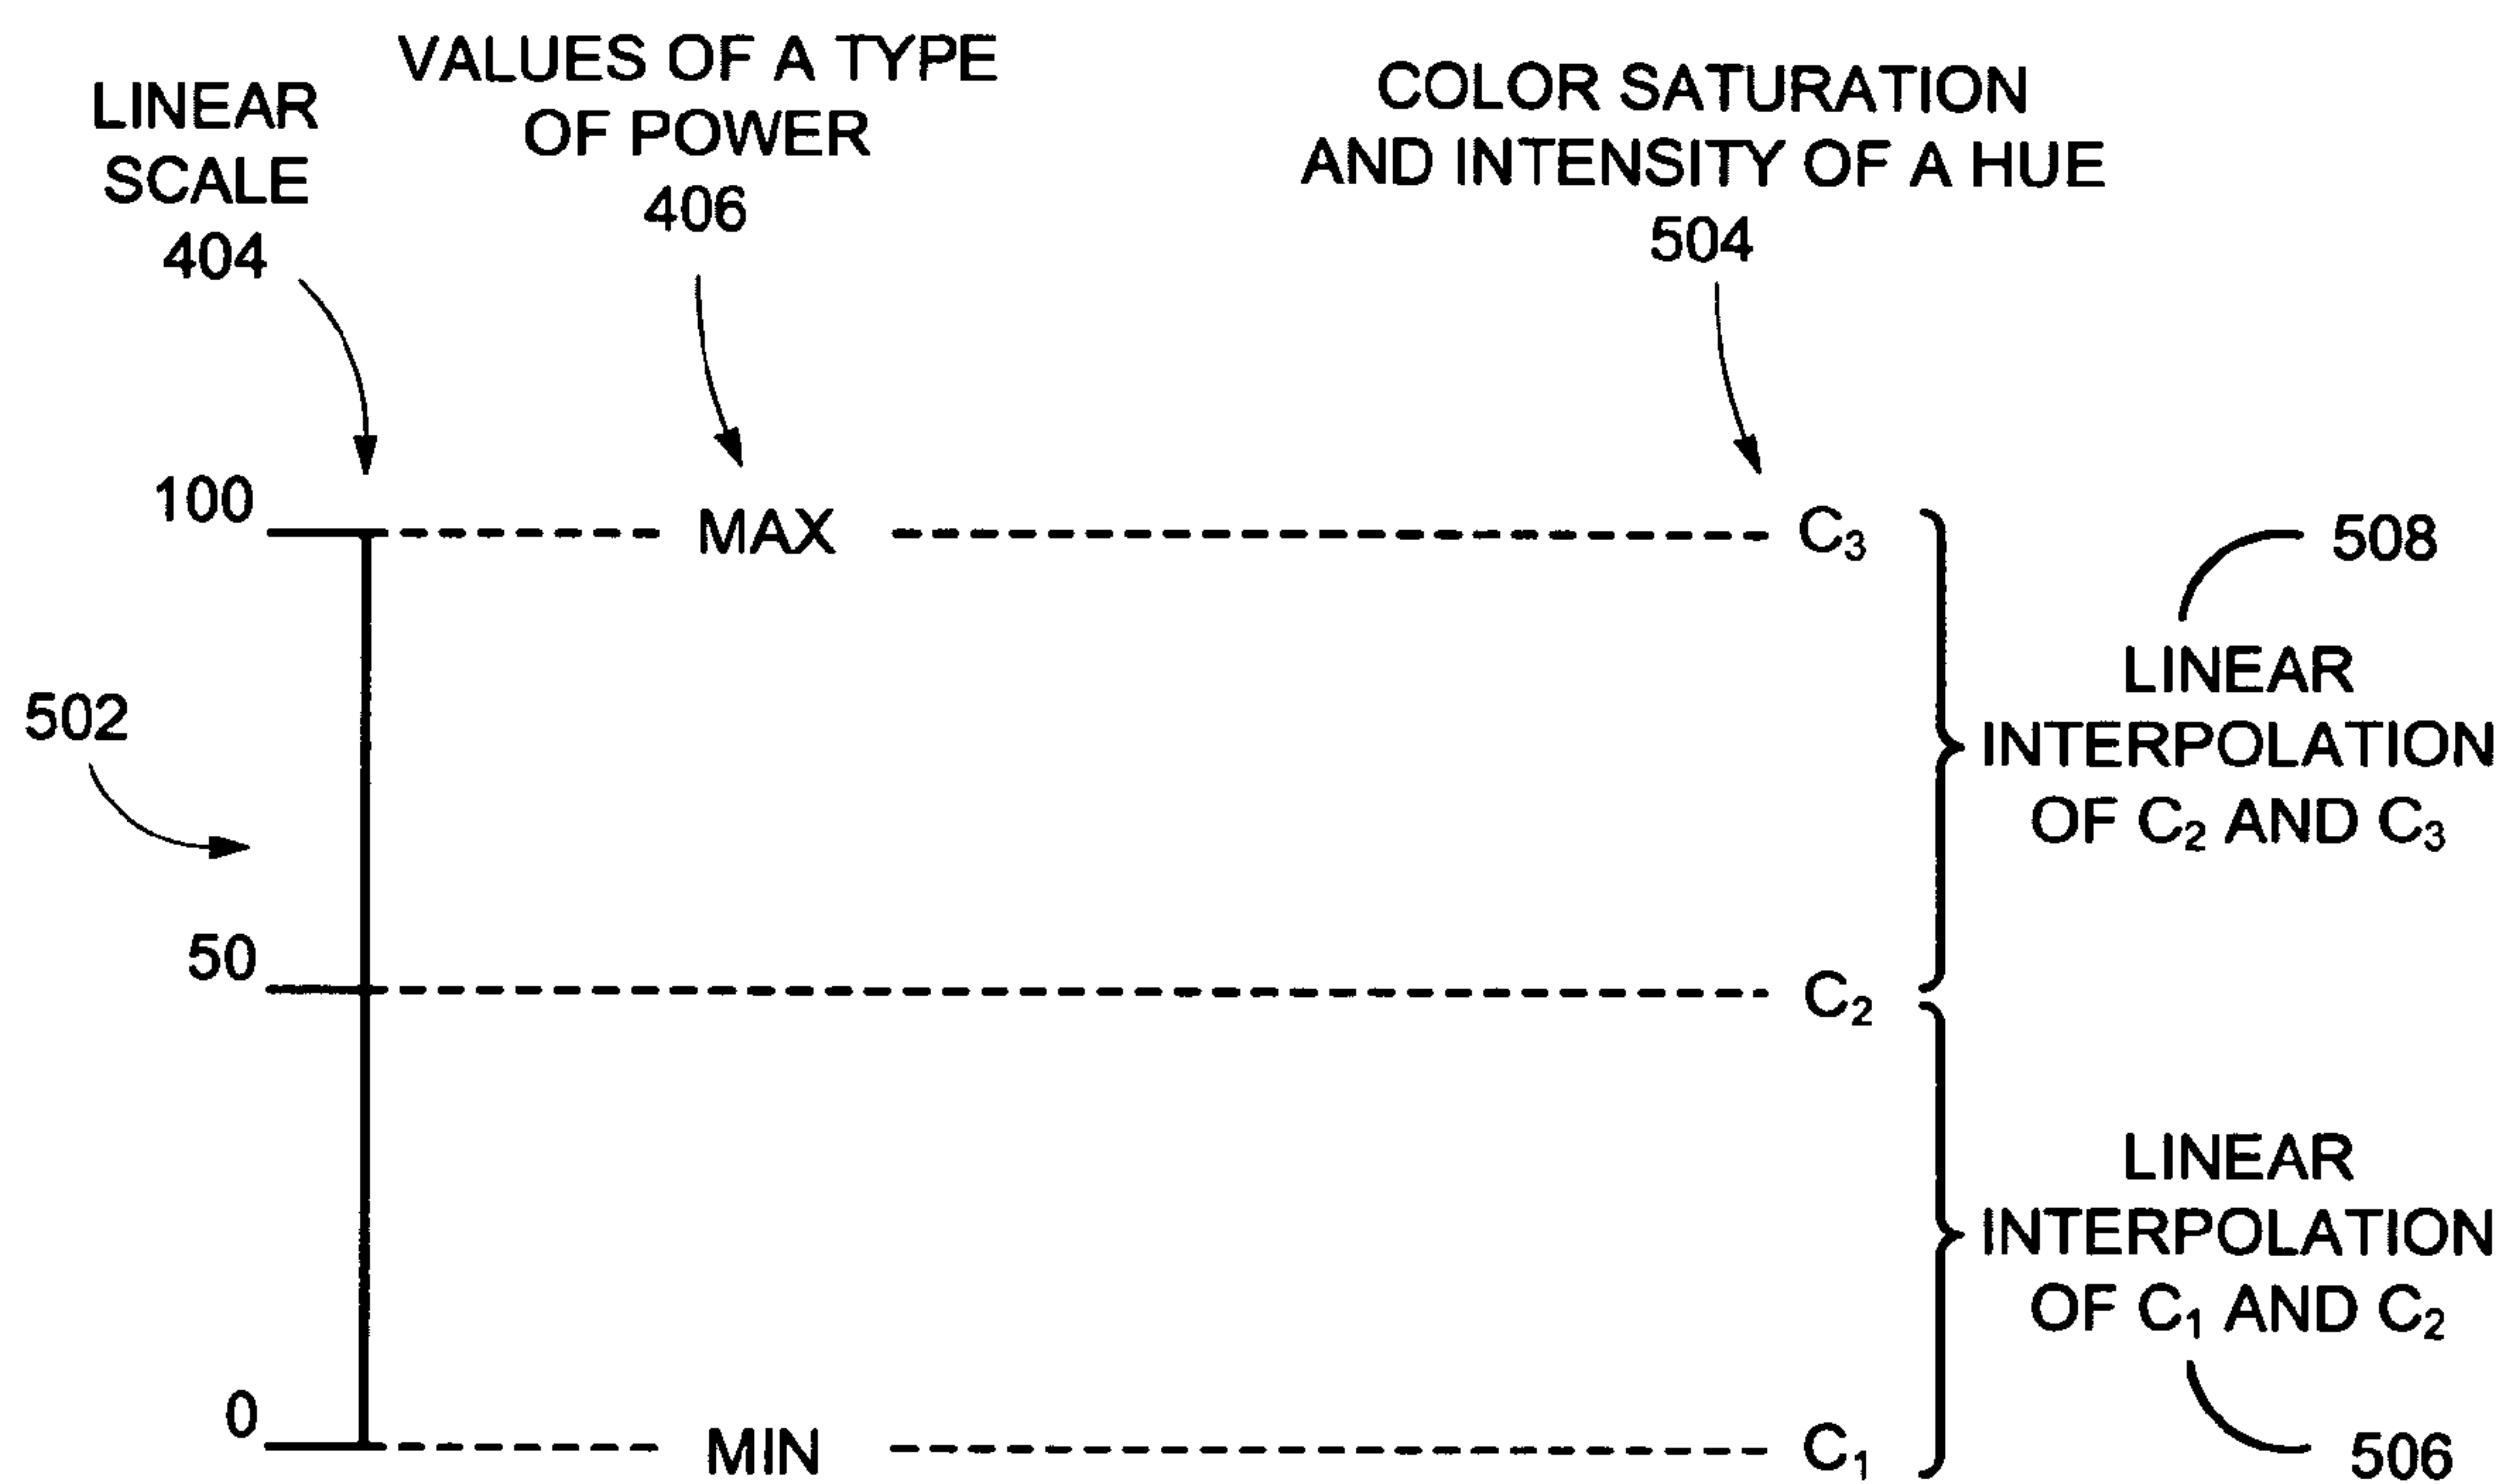 LINEAR
SCALE
404
VALUES OF A TYPE
OF POWER
406
COLOR SATURATION
AND INTENSITY OF A HUE
504
100
MAX
C₃
508
LINEAR
INTERPOLATION
OF C₂ AND C₃
502
50
C₂
LINEAR
INTERPOLATION
OF C₁ AND C₂
506
0
MIN
C₁